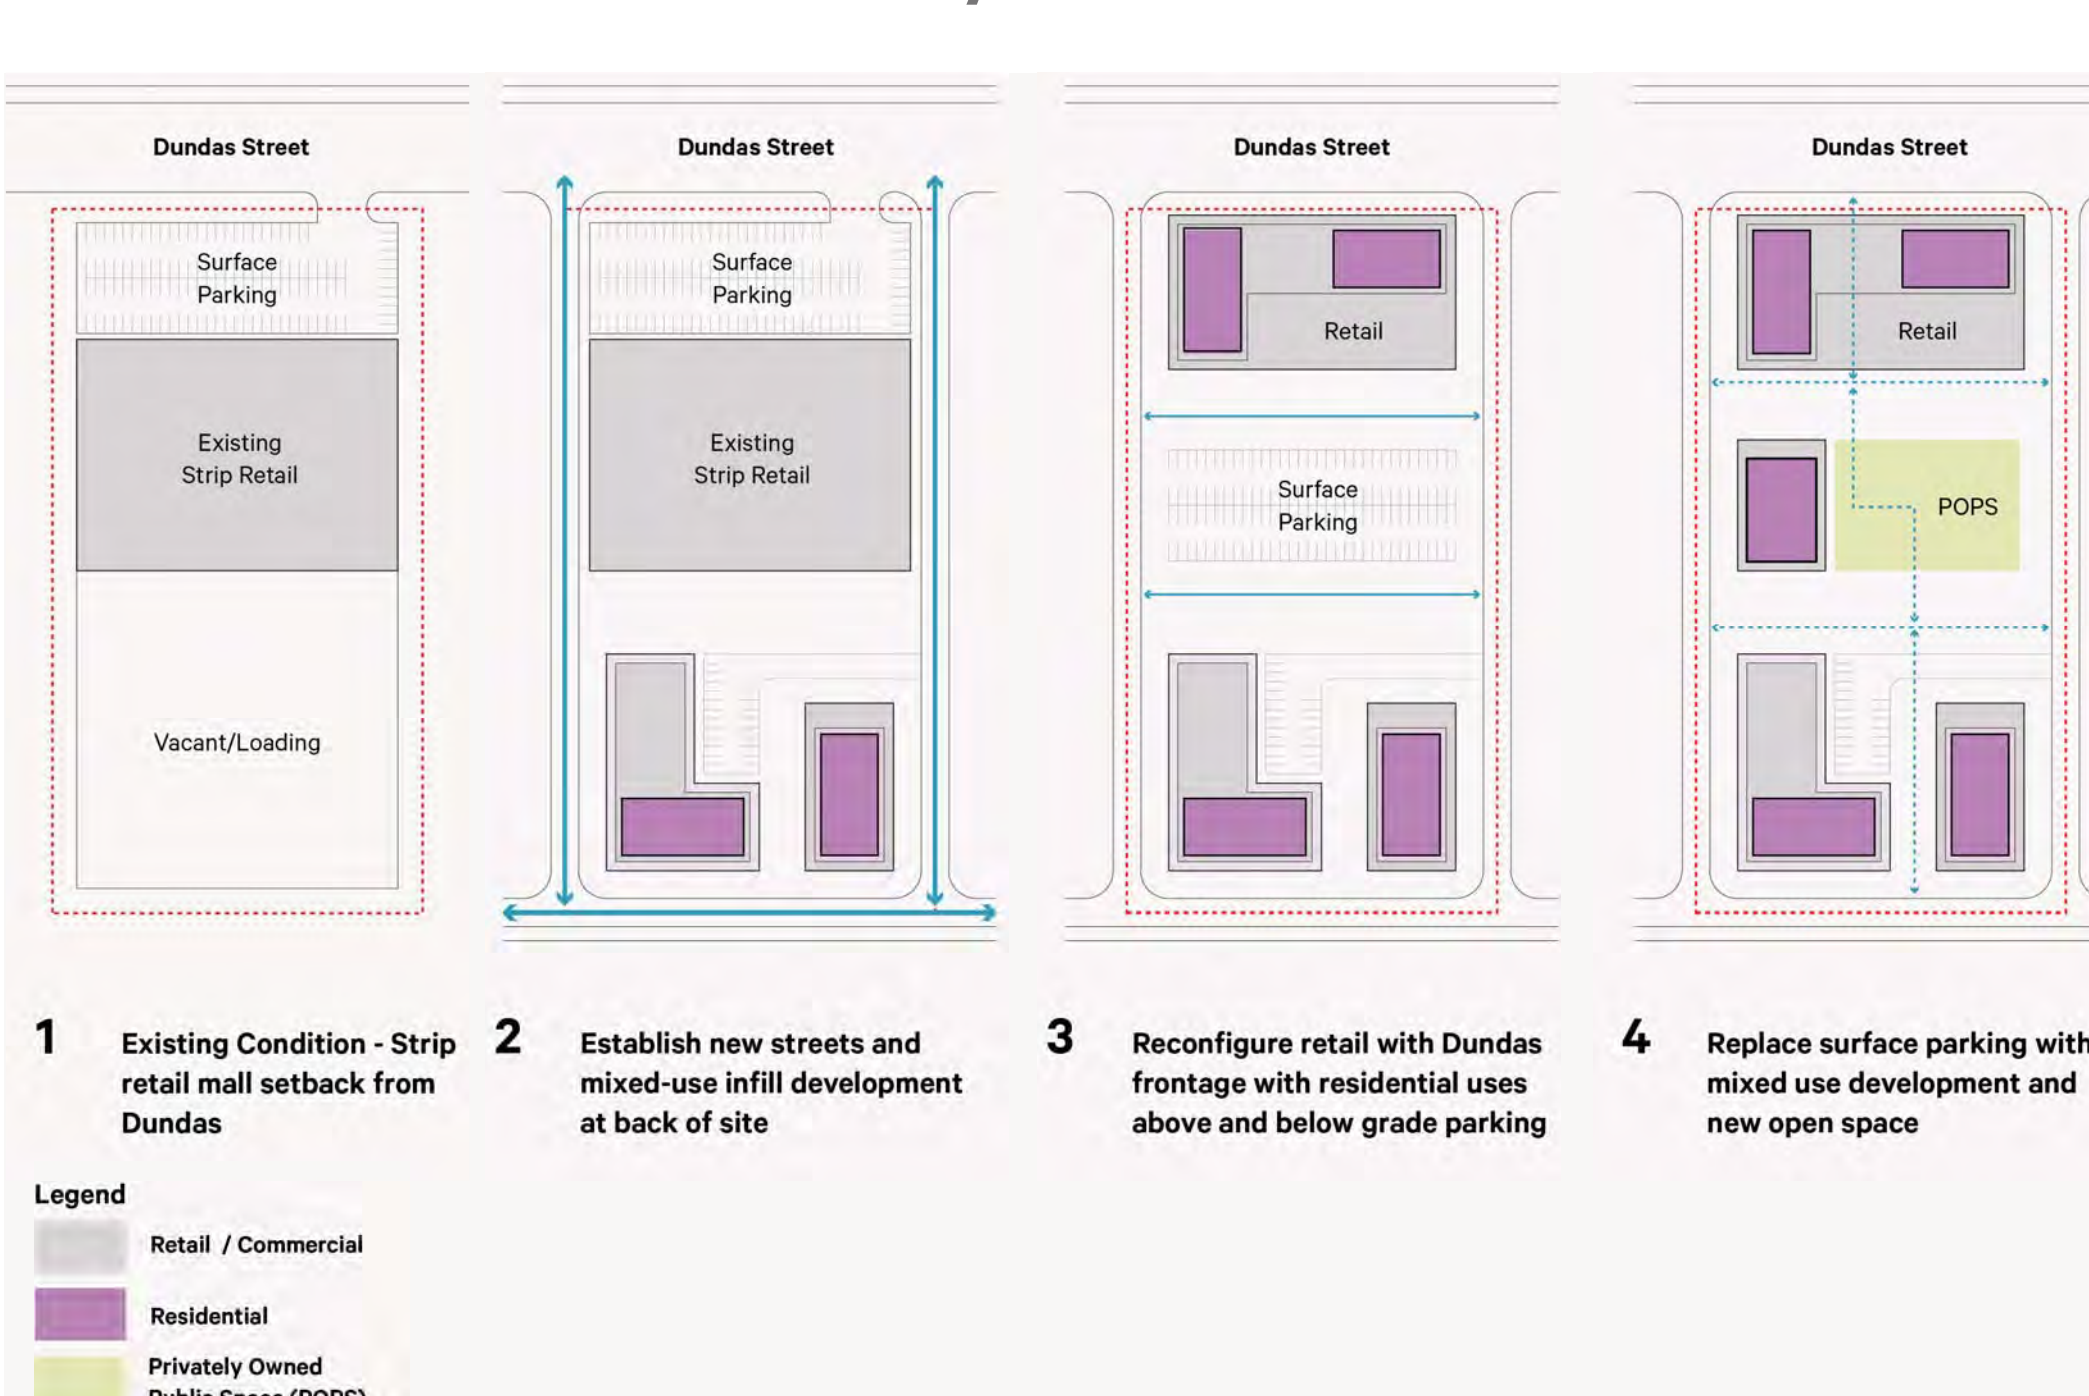 Dundas Street
Surface
Parking
Existing
Strip Retail
Vacant/Loading
1
Existing Condition - Strip
retail mall setback from
Dundas
Dundas Street
Surface
Parking
Existing
Strip Retail
2
Establish new streets and
mixed-use infill development
at back of site
Dundas Street
Retail
Surface
Parking
3
Reconfigure retail with Dundas
frontage with residential uses
above and below grade parking
Dundas Street
Retail
POPS
4
Replace surface parking with
mixed use development and
new open space
Legend
Retail / Commercial
Residential
Privately Owned
Public Space (POPS)